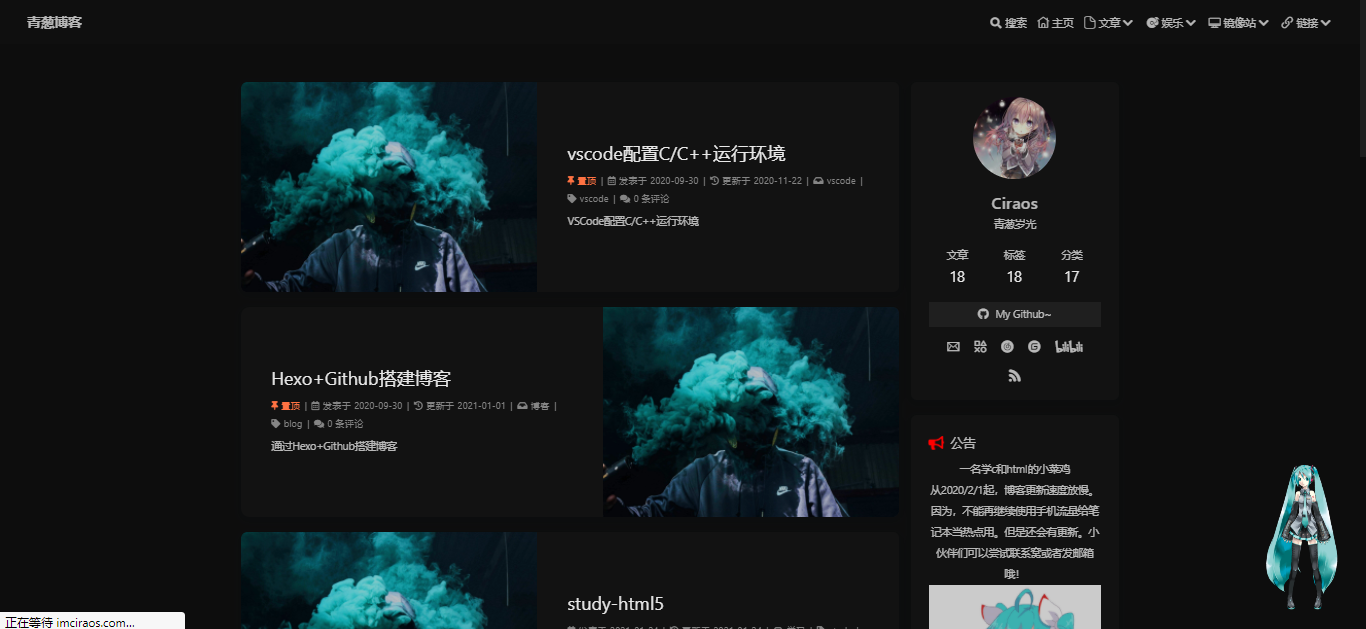 青葱博客
搜索 主页 文章 娱乐 镜像站 链接
vscode配置C/C++运行环境
置顶 | 发表于 2020-09-30 | 更新于 2020-11-22 | vscode |
vscode | 0 条评论
VSCode配置C/C++运行环境
Hexo+Github搭建博客
置顶 | 发表于 2020-09-30 | 更新于 2021-01-01 | 博客 |
blog | 0 条评论
通过Hexo+Github搭建博客
study-html5
Ciraos
青葱岁光
文章 标签 分类
18 18 17
My Github~
bilibili
公告
一名学c和html的小菜鸡
从2020/2/1起，博客更新速度放慢。
因为，不能再继续使用手机流量给笔
记本当热点用。但是还会有更新。小
伙伴们可以尝试联系窝或者发邮箱
哦！
正在等待 imciraos.com...